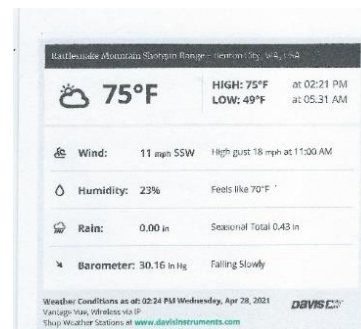 Rattlesnake Mountain Shotgun Range - Benton City, WA, USA
75°F
HIGH: 75°F at 02:21 PM
LOW: 49°F at 05:31 AM
Wind: 11 mph SSW High gust 18 mph at 11:00 AM
Humidity: 23% Feels like 70°F
Rain: 0.00 in Seasonal Total 0.43 in
Barometer: 30.16 in Hg Falling Slowly
Weather Conditions as of: 02:24 PM Wednesday, Apr 28, 2021
Vantage Vue, Wireless via IP
Shop Weather Stations at www.davisinstruments.com
DAVIS